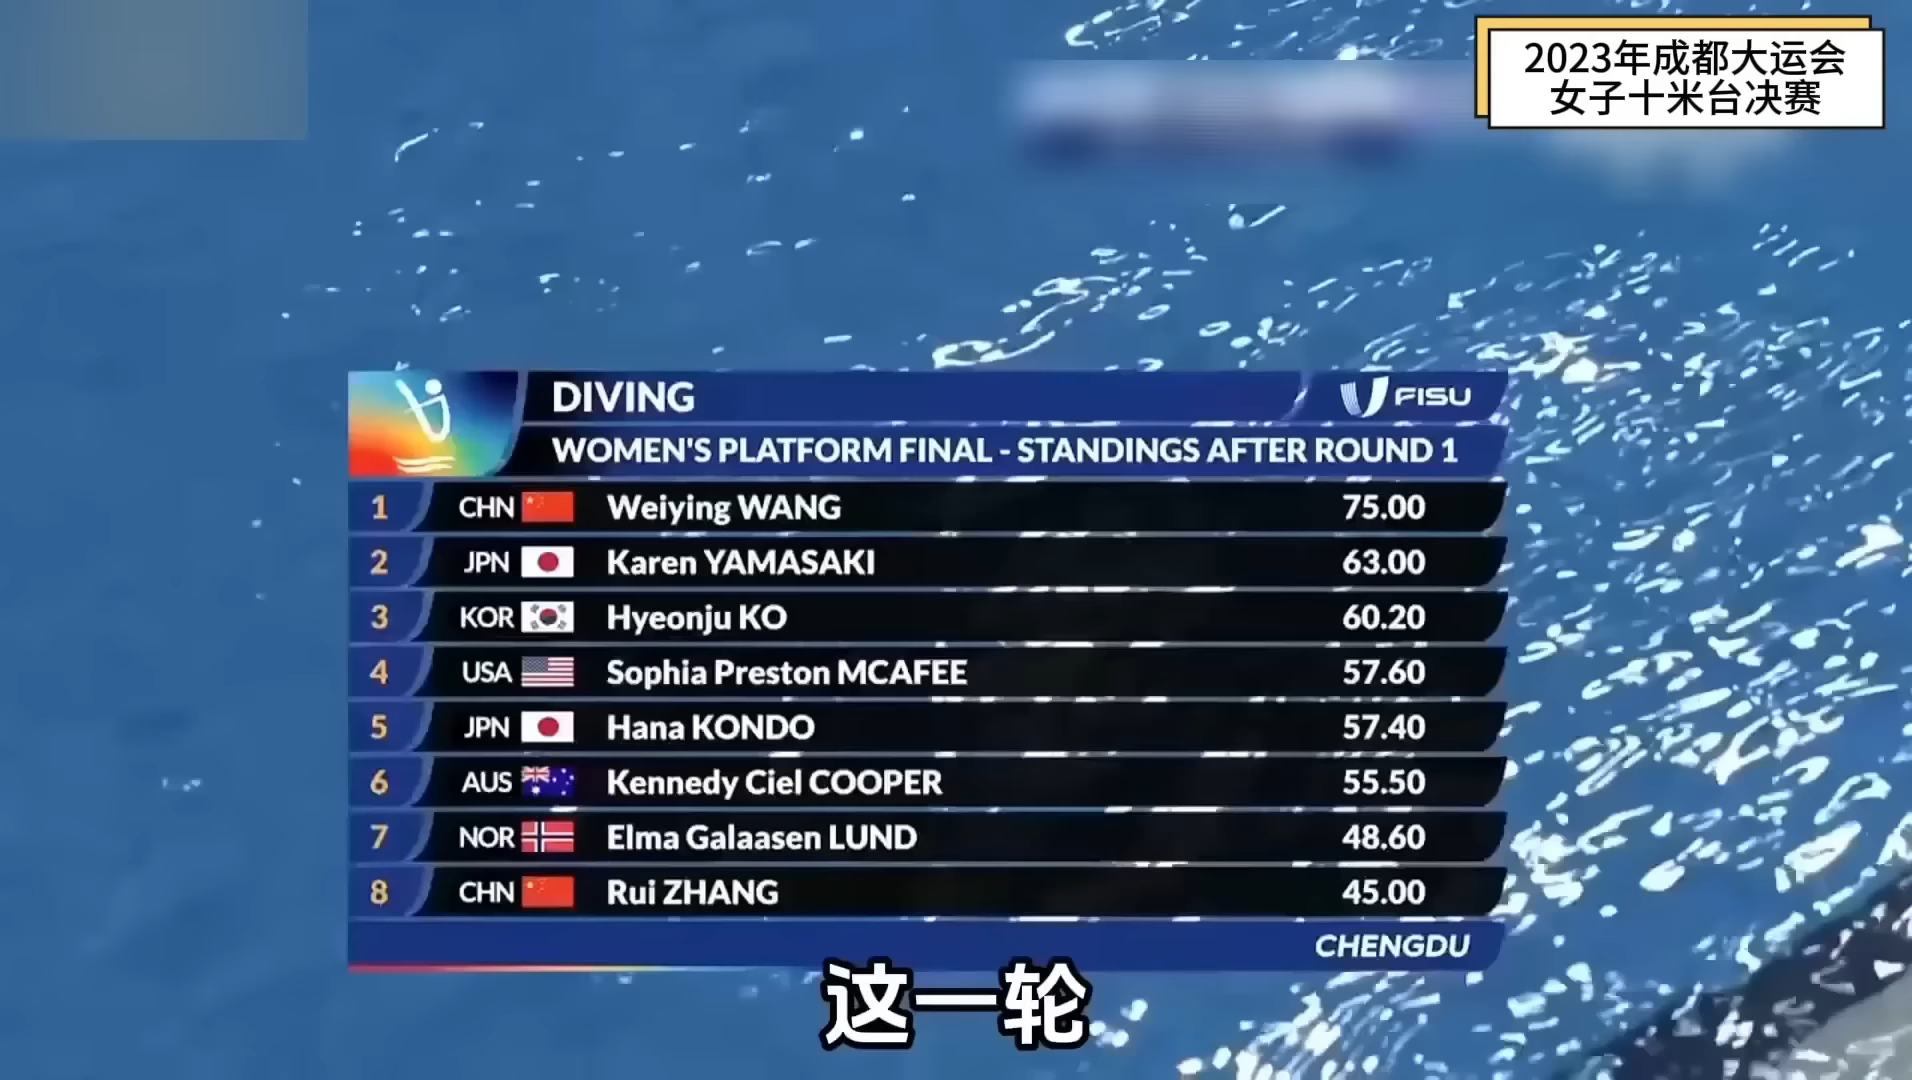 2023年成都大运会
女子十米台决赛
DIVING
FISU
WOMEN'S PLATFORM FINAL - STANDINGS AFTER ROUND 1
1 CHN Weiying WANG 75.00
2 JPN Karen YAMASAKI 63.00
3 KOR Hyeonju KO 60.20
4 USA Sophia Preston MCAFEE 57.60
5 JPN Hana KONDO 57.40
6 AUS Kennedy Ciel COOPER 55.50
7 NOR Elma Galaasen LUND 48.60
8 CHN Rui ZHANG 45.00
CHENGDU
这一轮